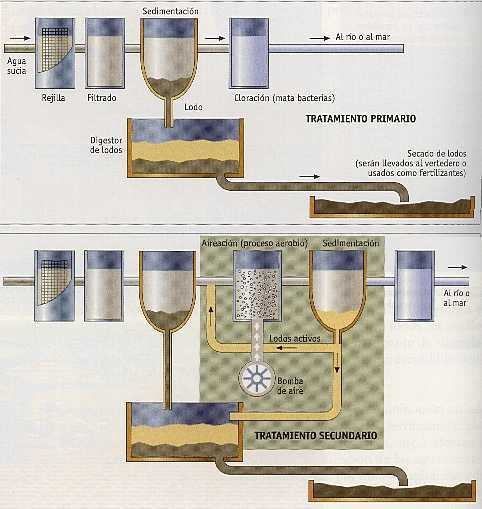 Sedimentación
Al río o al mar
Agua
sucia
Rejilla
Filtrado
Cloración (mata bacterias)
Lodo
TRATAMIENTO PRIMARIO
Digestor
de lodos
Secado de lodos
(serán llevados al vertedero o
usados como fertilizantes)
Aireación (proceso aerobio)
Sedimentación
Al río o
al mar
Lodos activos
Bomba
de aire
TRATAMIENTO SECUNDARIO